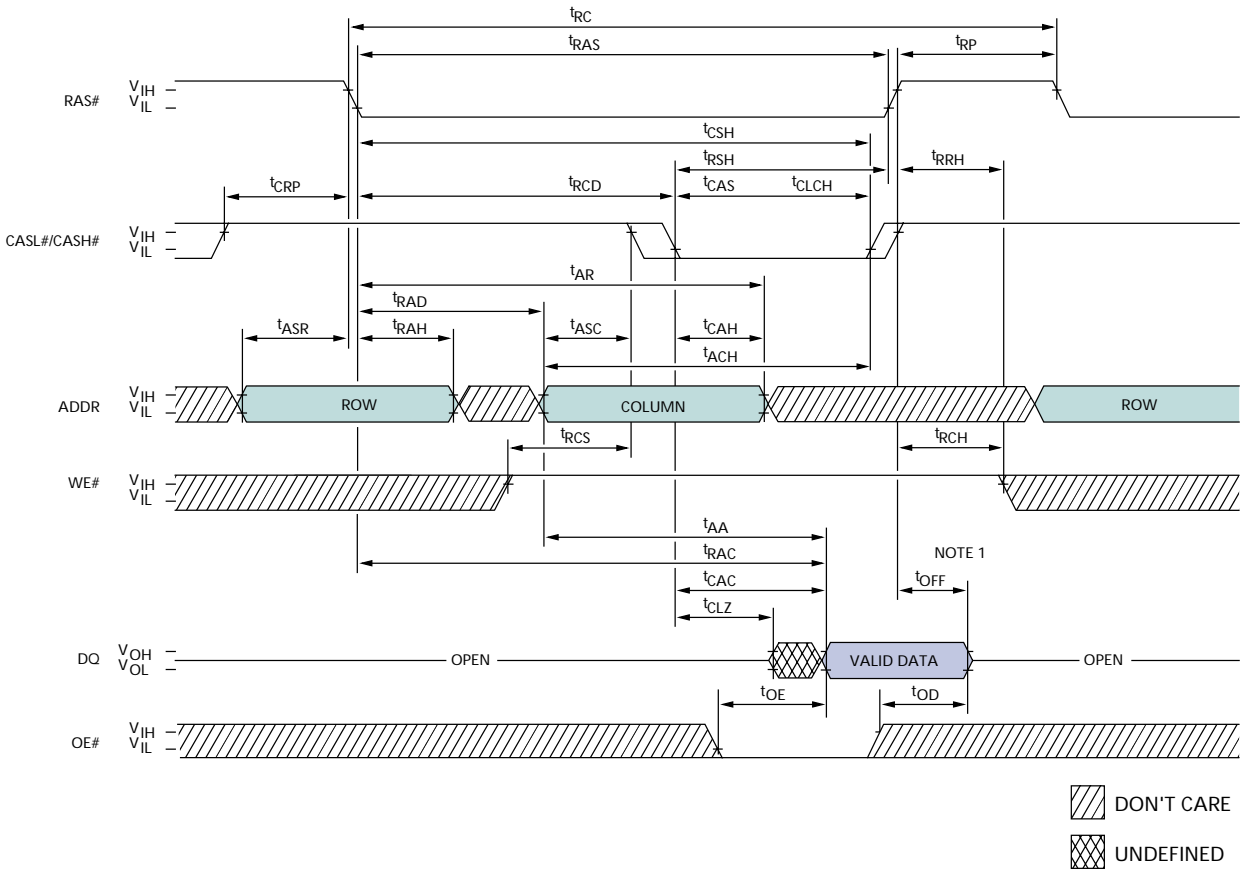 tRC
tRAS tRP
RAS# VIH
VIL
tCSH
tRSH tRRH
tCRP tRCD tCAS tCLCH
CASL#/CASH# VIH
VIL
tAR
tRAD
tASR tRAH tASC tCAH
tACH
ADDR VIH
VIL
ROW COLUMN ROW
tRCS tRCH
WE# VIH
VIL
tAA
tRAC NOTE 1
tCAC tOFF
tCLZ
DQ VOH
VOL
OPEN VALID DATA OPEN
tOE tOD
OE# VIH
VIL
DON'T CARE
UNDEFINED